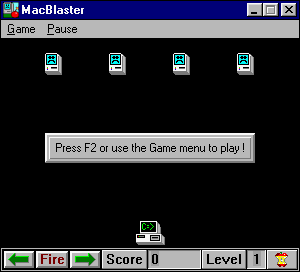 MacBlaster
Game Pause
Press F2 or use the Game menu to play !
C:\
Fire Score 0 Level 1